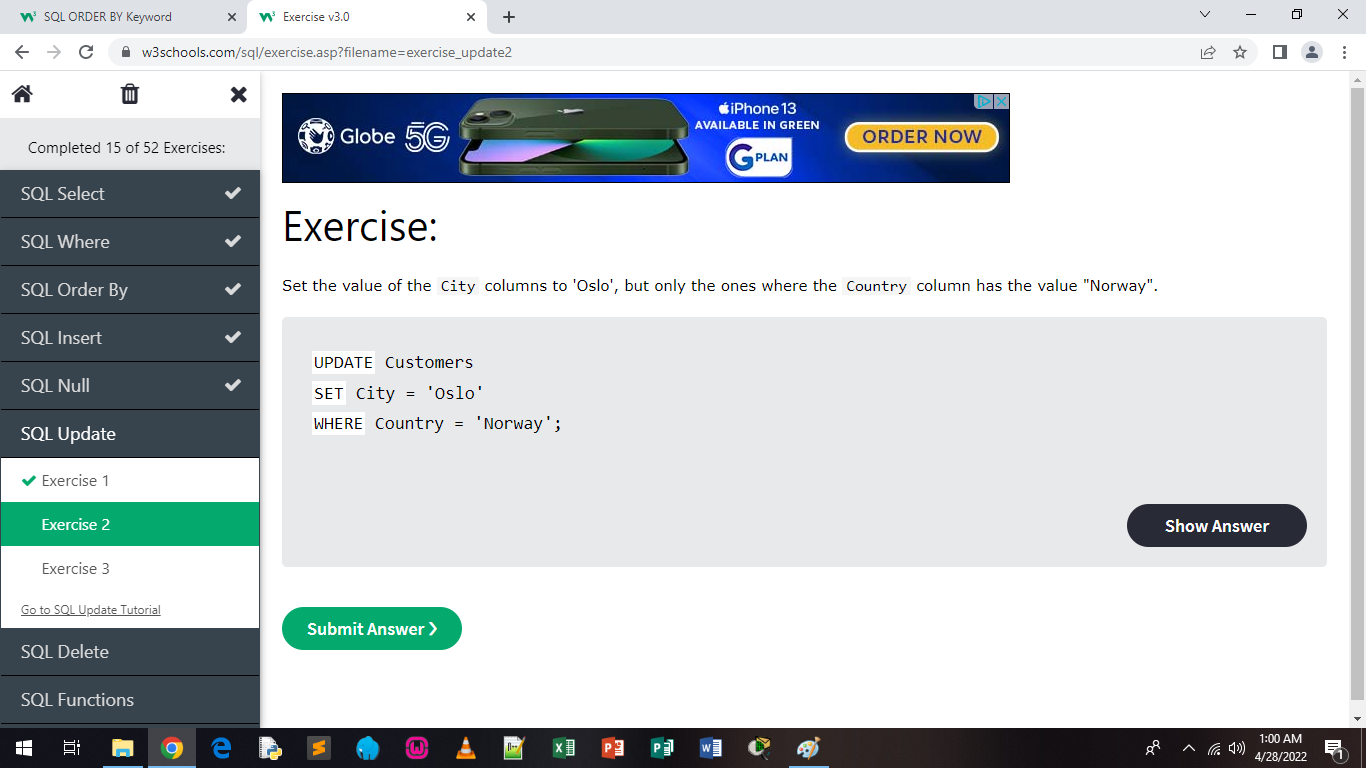 SQL ORDER BY Keyword
Exercise v3.0
w3schools.com/sql/exercise.asp?filename=exercise_update2
Completed 15 of 52 Exercises:
SQL Select
SQL Where
SQL Order By
SQL Insert
SQL Null
SQL Update
Exercise 1
Exercise 2
Exercise 3
Go to SQL Update Tutorial
SQL Delete
SQL Functions
Globe 5G
iPhone 13
AVAILABLE IN GREEN
GPLAN
ORDER NOW
Exercise:
Set the value of the City columns to 'Oslo', but only the ones where the Country column has the value "Norway".
UPDATE Customers
SET City = 'Oslo'
WHERE Country = 'Norway';
Show Answer
Submit Answer ❯
1:00 AM
4/28/2022
1